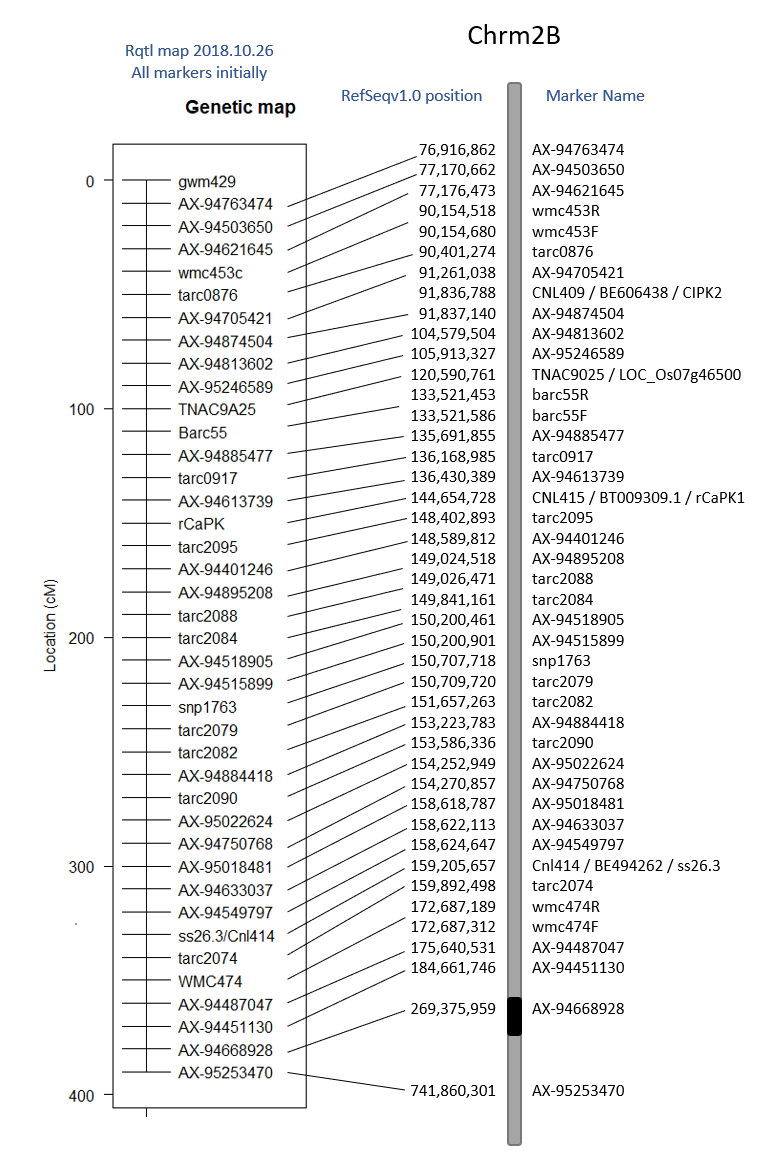 Chrm2B
Rqtl map 2018.10.26
All markers initially
Genetic map
RefSeqv1.0 position
Marker Name
Location (cM)
0
100
200
300
400
gwm429
AX-94763474
AX-94503650
AX-94621645
wmc453c
tarc0876
AX-94705421
AX-94874504
AX-94813602
AX-95246589
TNAC9A25
Barc55
AX-94885477
tarc0917
AX-94613739
rCaPK
tarc2095
AX-94401246
AX-94895208
tarc2088
tarc2084
AX-94518905
AX-94515899
snp1763
tarc2079
tarc2082
AX-94884418
tarc2090
AX-95022624
AX-94750768
AX-95018481
AX-94633037
AX-94549797
ss26.3/Cnl414
tarc2074
WMC474
AX-94487047
AX-94451130
AX-94668928
AX-95253470
76,916,862 AX-94763474
77,170,662 AX-94503650
77,176,473 AX-94621645
90,154,518 wmc453R
90,154,680 wmc453F
90,401,274 tarc0876
91,261,038 AX-94705421
91,836,788 CNL409 / BE606438 / CIPK2
91,837,140 AX-94874504
104,579,504 AX-94813602
105,913,327 AX-95246589
120,590,761 TNAC9025 / LOC_Os07g46500
133,521,453 barc55R
133,521,586 barc55F
135,691,855 AX-94885477
136,168,985 tarc0917
136,430,389 AX-94613739
144,654,728 CNL415 / BT009309.1 / rCaPK1
148,402,893 tarc2095
148,589,812 AX-94401246
149,024,518 AX-94895208
149,026,471 tarc2088
149,841,161 tarc2084
150,200,461 AX-94518905
150,200,901 AX-94515899
150,707,718 snp1763
150,709,720 tarc2079
151,657,263 tarc2082
153,223,783 AX-94884418
153,586,336 tarc2090
154,252,949 AX-95022624
154,270,857 AX-94750768
158,618,787 AX-95018481
158,622,113 AX-94633037
158,624,647 AX-94549797
159,205,657 Cnl414 / BE494262 / ss26.3
159,892,498 tarc2074
172,687,189 wmc474R
172,687,312 wmc474F
175,640,531 AX-94487047
184,661,746 AX-94451130
269,375,959 AX-94668928
741,860,301 AX-95253470